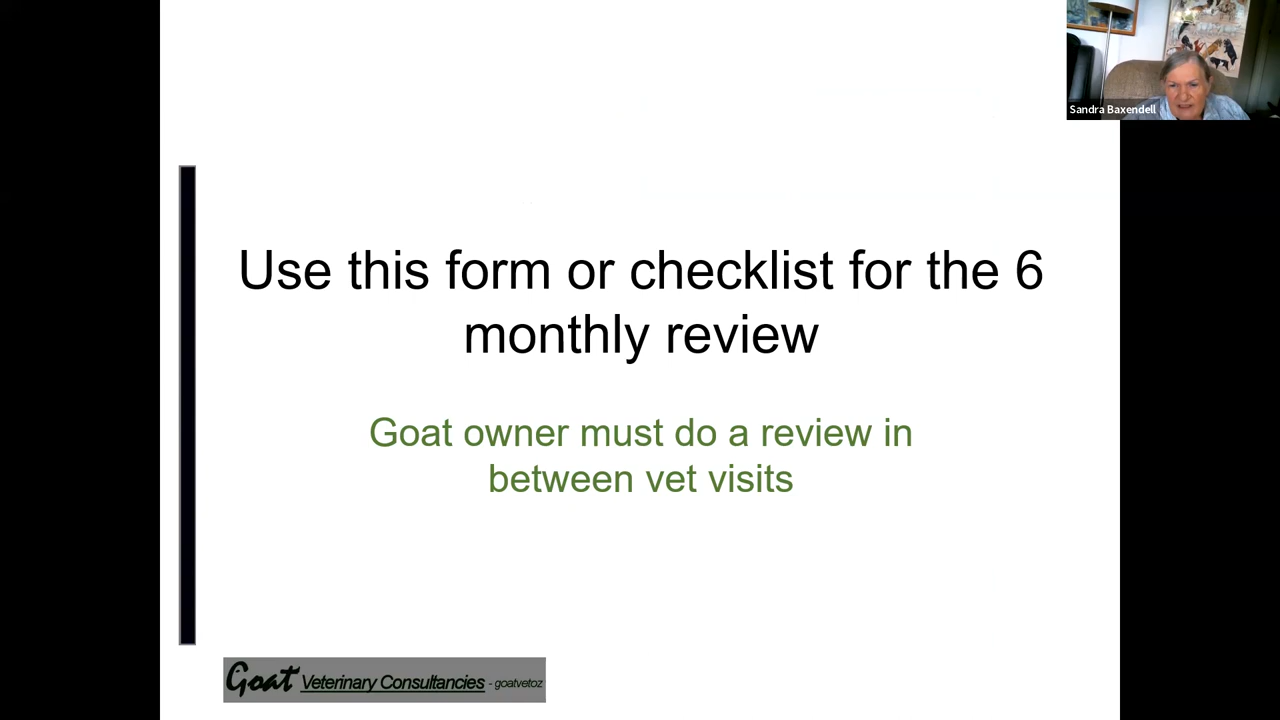 Sandra Baxendell
Use this form or checklist for the 6
monthly review
Goat owner must do a review in
between vet visits
Goat Veterinary Consultancies - goatvetoz